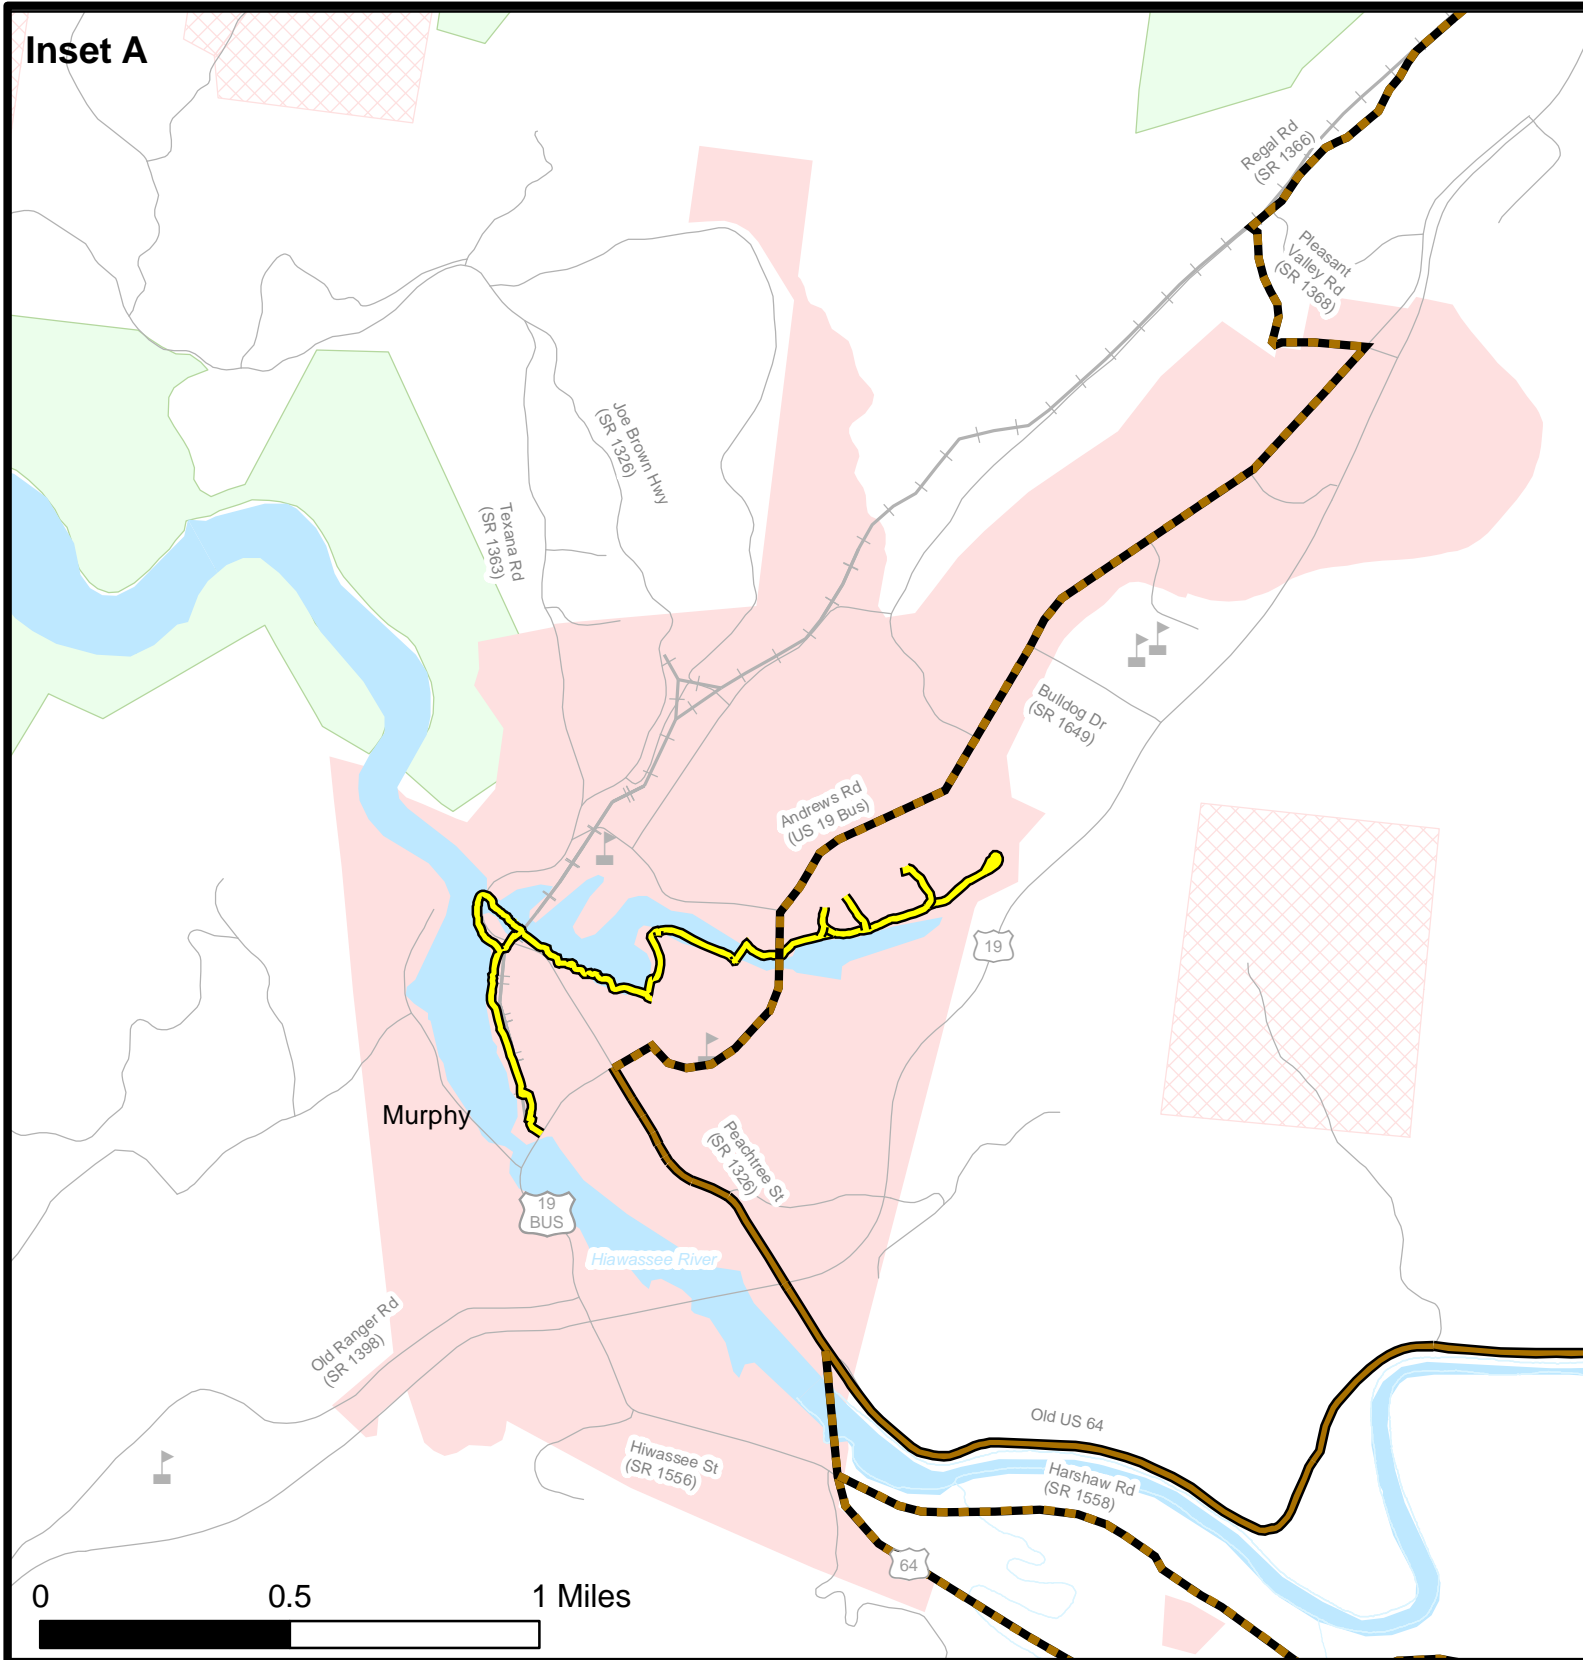 Inset A
Regal Rd
(SR 1366)
Pleasant
Valley Rd
(SR 1368)
Joe Brown Hwy
(SR 1326)
Texana Rd
(SR 1363)
Bulldog Dr
(SR 1649)
Andrews Rd
(US 19 Bus)
19
Murphy
Peachtree St
(SR 1326)
19
BUS
Hiawassee River
Old Ranger Rd
(SR 1398)
Old US 64
Hiwassee St
(SR 1556)
Harshaw Rd
(SR 1558)
64
0 0.5 1 Miles